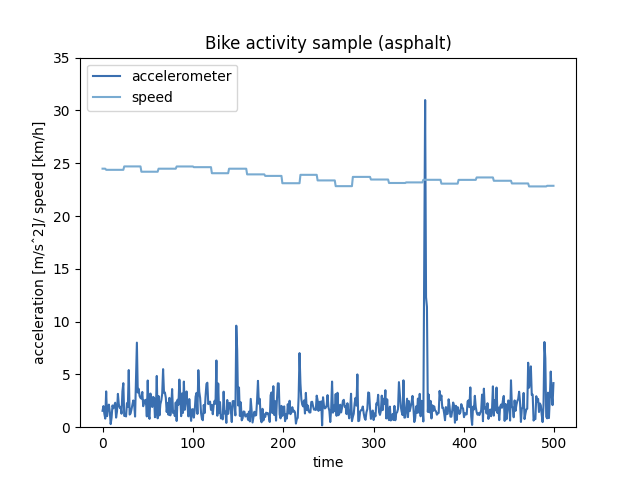 Bike activity sample (asphalt)
accelerometer
speed
35
30
25
20
15
10
5
0
acceleration [m/s^2]/ speed [km/h]
0 100 200 300 400 500
time